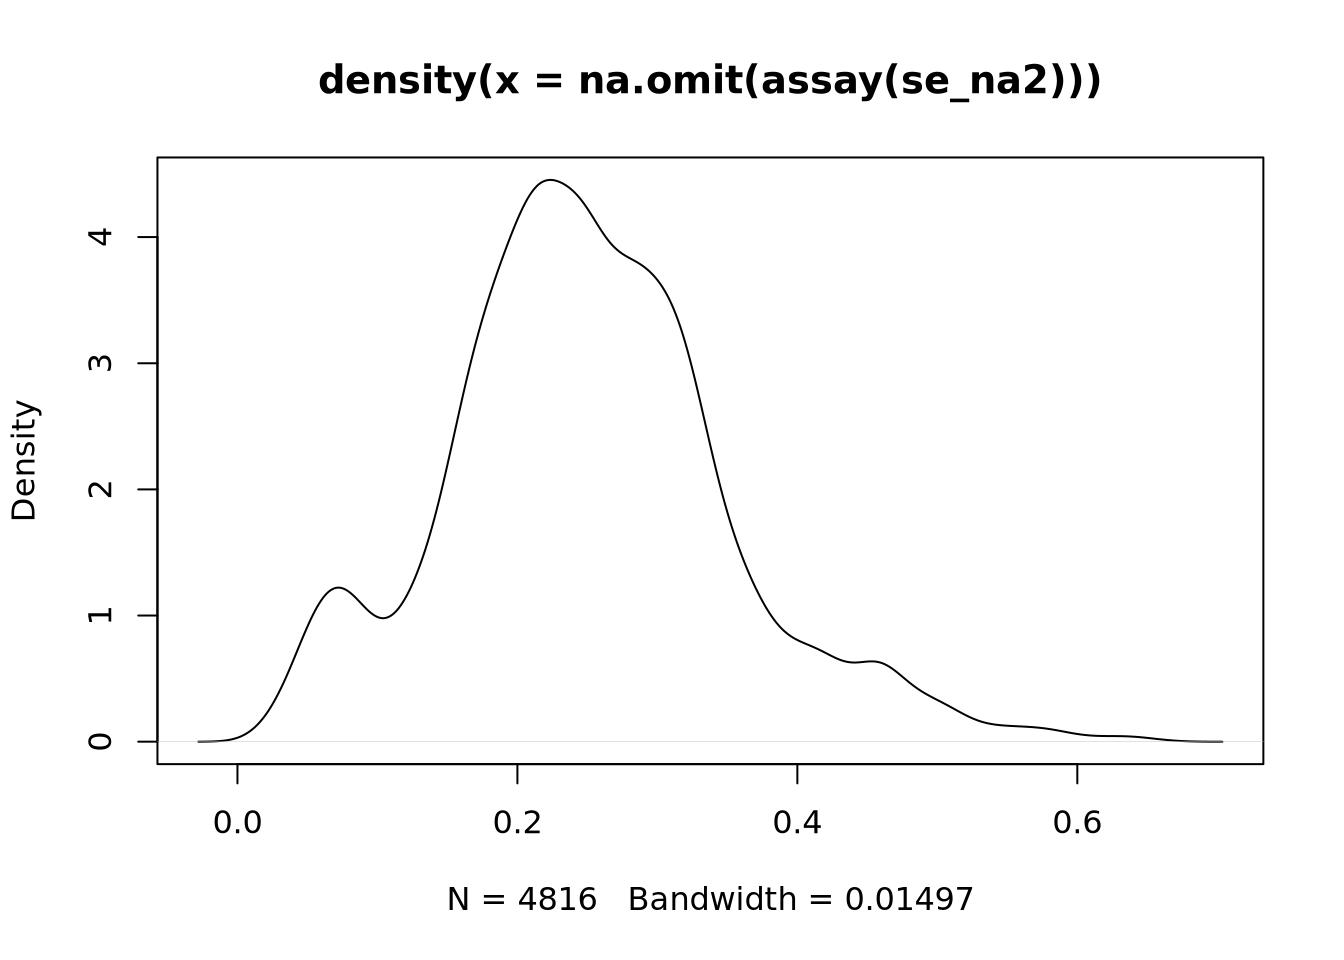 density(x = na.omit(assay(se_na2)))
Density
4
3
2
1
0
0.0 0.2 0.4 0.6
N = 4816 Bandwidth = 0.01497